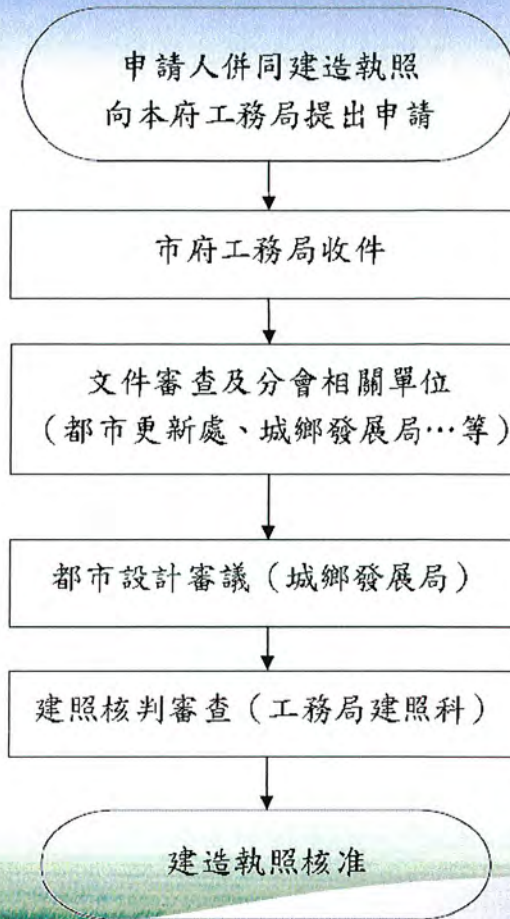 申請人併同建造執照
向本府工務局提出申請
市府工務局收件
文件審查及分會相關單位
（都市更新處、城鄉發展局…等）
都市設計審議（城鄉發展局）
建照核判審查（工務局建照科）
建造執照核准